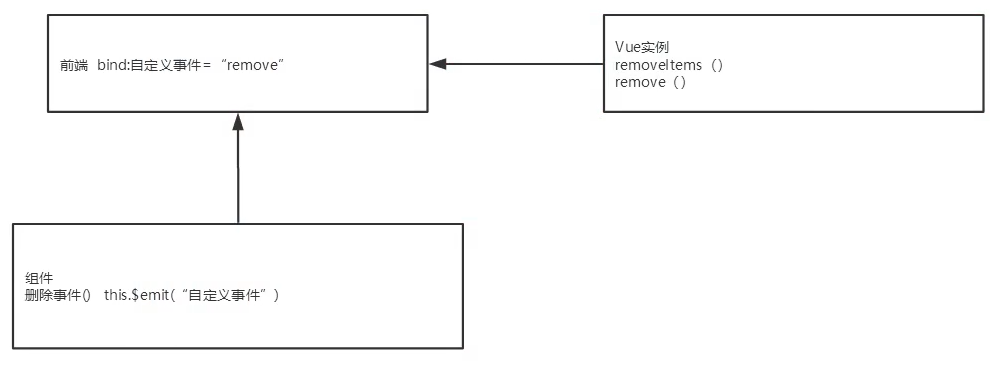 前端 bind:自定义事件=“remove”
Vue实例
removeItems（）
remove（）
组件
删除事件() this.$emit(“自定义事件”)